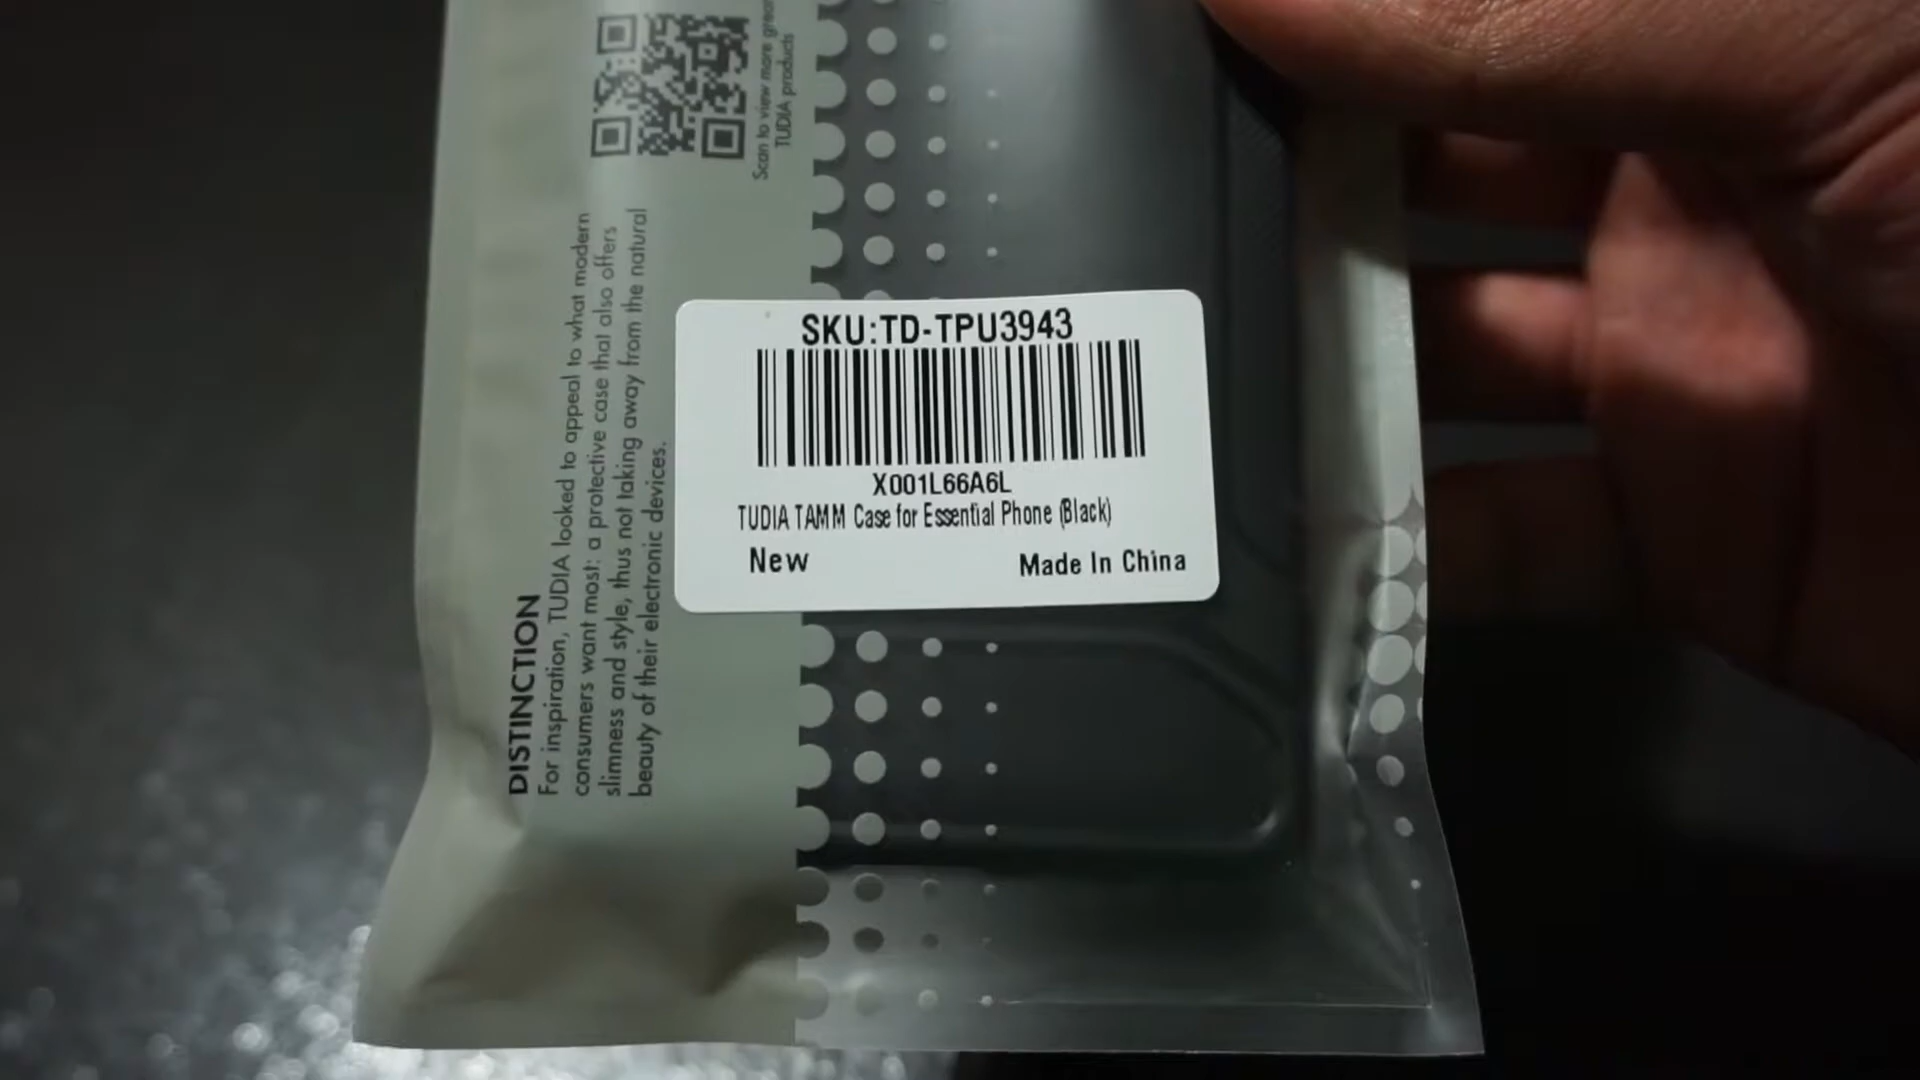 Scan to view more great
TUDIA products
DISTINCTION
For inspiration, TUDIA looked to appeal to what modern
consumers want most: a protective case that also offers
slimness and style, thus not taking away from the natural
beauty of their electronic devices.
SKU:TD-TPU3943
X001L66A6L
TUDIA TAMM Case for Essential Phone (Black)
New
Made In China